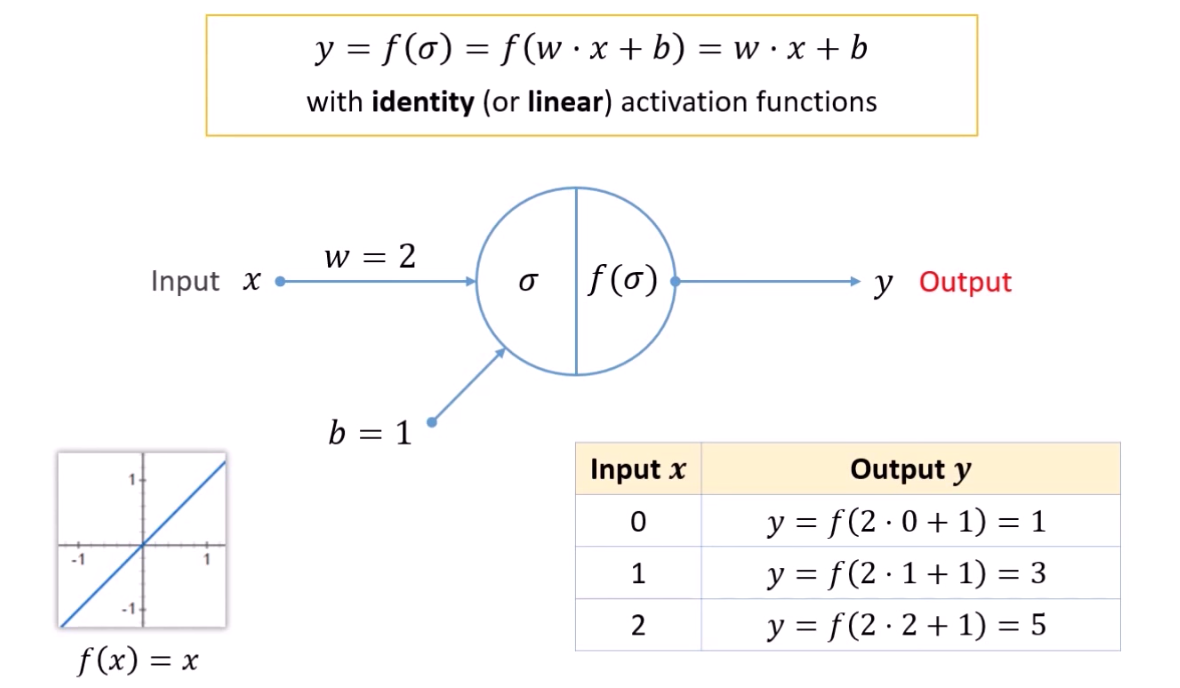 y = f(σ) = f(w · x + b) = w · x + b
with identity (or linear) activation functions
w = 2
Input x
σ
f(σ)
y Output
b = 1
1
-1
1
-1
f(x) = x
Input x Output y
0 y = f(2 · 0 + 1) = 1
1 y = f(2 · 1 + 1) = 3
2 y = f(2 · 2 + 1) = 5